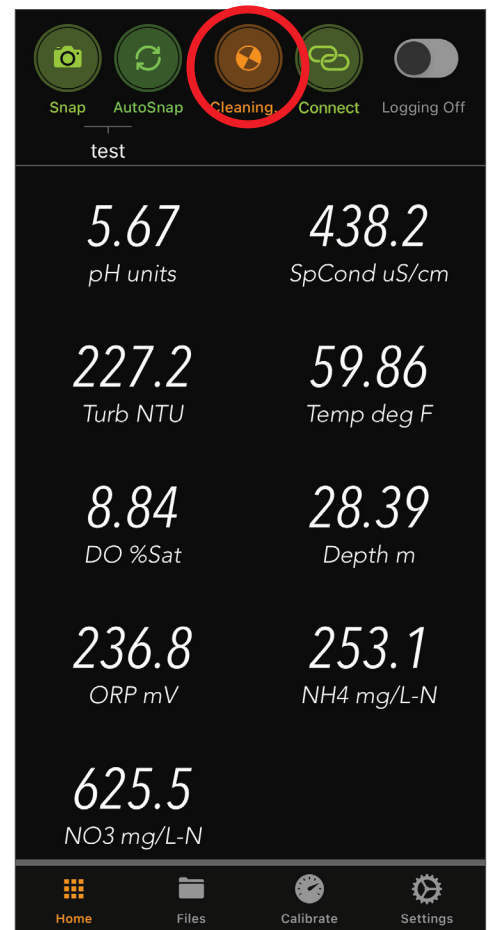 Snap AutoSnap Cleaning. Connect Logging Off
test
5.67 438.2
pH units SpCond uS/cm
227.2 59.86
Turb NTU Temp deg F
8.84 28.39
DO %Sat Depth m
236.8 253.1
ORP mV NH4 mg/L-N
625.5
NO3 mg/L-N
Home Files Calibrate Settings